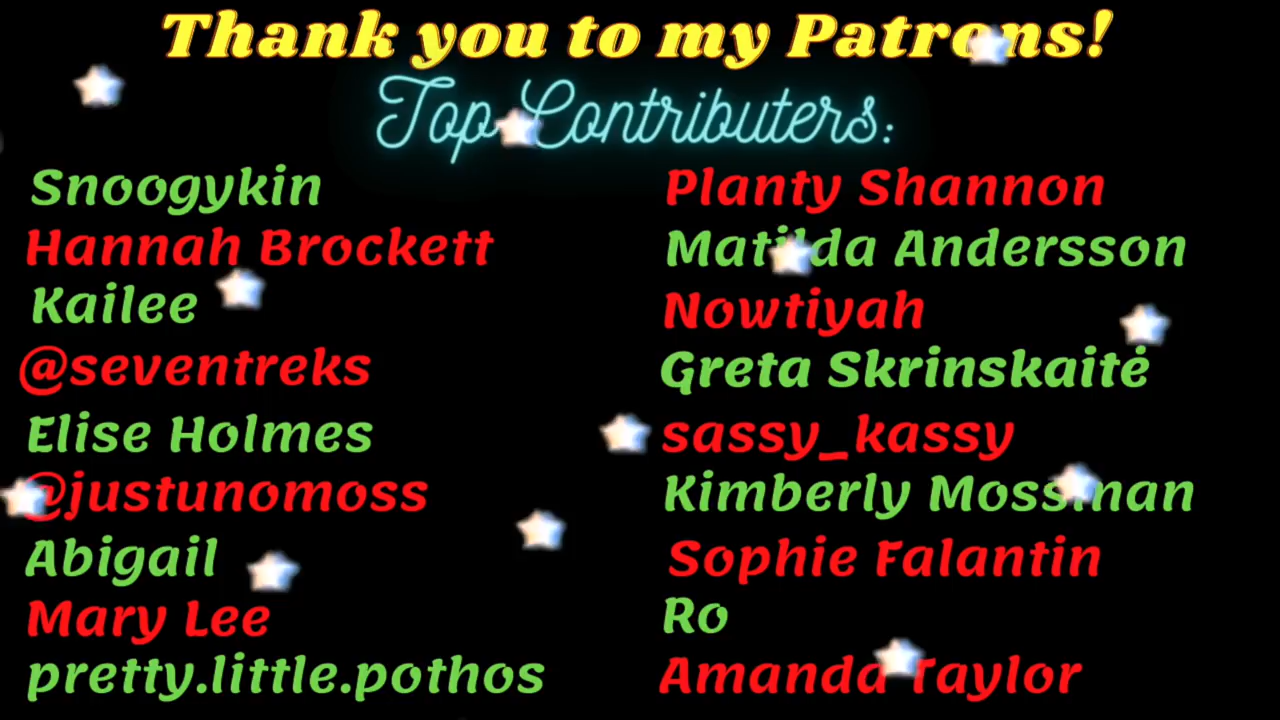 Thank you to my Patrons!
Top Contributers:
Snoogykin
Hannah Brockett
Kailee
@seventreks
Elise Holmes
@justunomoss
Abigail
Mary Lee
pretty.little.pothos
Planty Shannon
Matilda Andersson
Nowtiyah
Greta Skrinskaitė
sassy_kassy
Kimberly Mossman
Sophie Falantin
Ro
Amanda Taylor